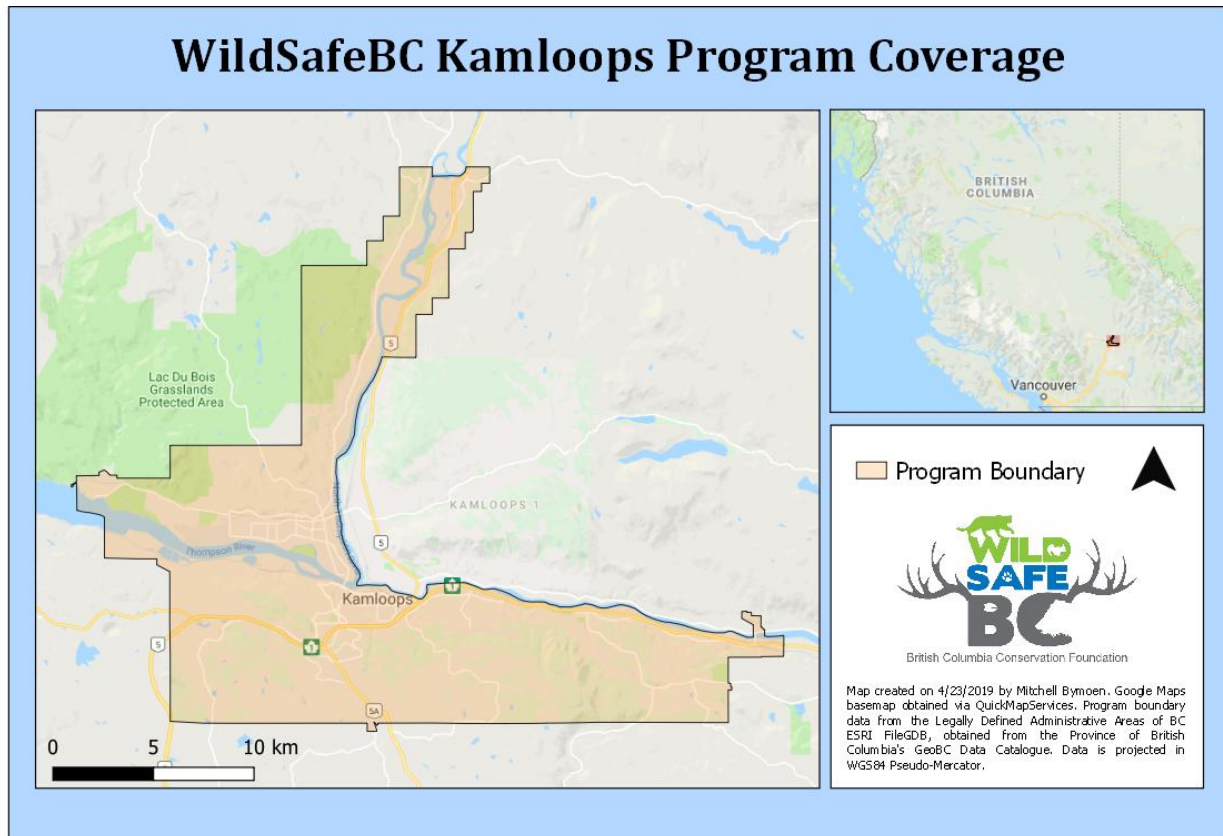 WildSafeBC Kamloops Program Coverage
5
Lac Du Bois
Grasslands
Protected Area
KAMLOOPS 1
5
Thompson River
Kamloops
1
1
5
5A
0 5 10 km
BRITISH
COLUMBIA
Vancouver
Program Boundary
WILD
SAFE
BC
British Columbia Conservation Foundation
Map created on 4/23/2019 by Mitchell Bymoen. Google Maps
basemap obtained via QuickMapServices. Program boundary
data from the Legally Defined Administrative Areas of BC
ESRI FileGDB, obtained from the Province of British
Columbia's GeoBC Data Catalogue. Data is projected in
WGS84 Pseudo-Mercator.